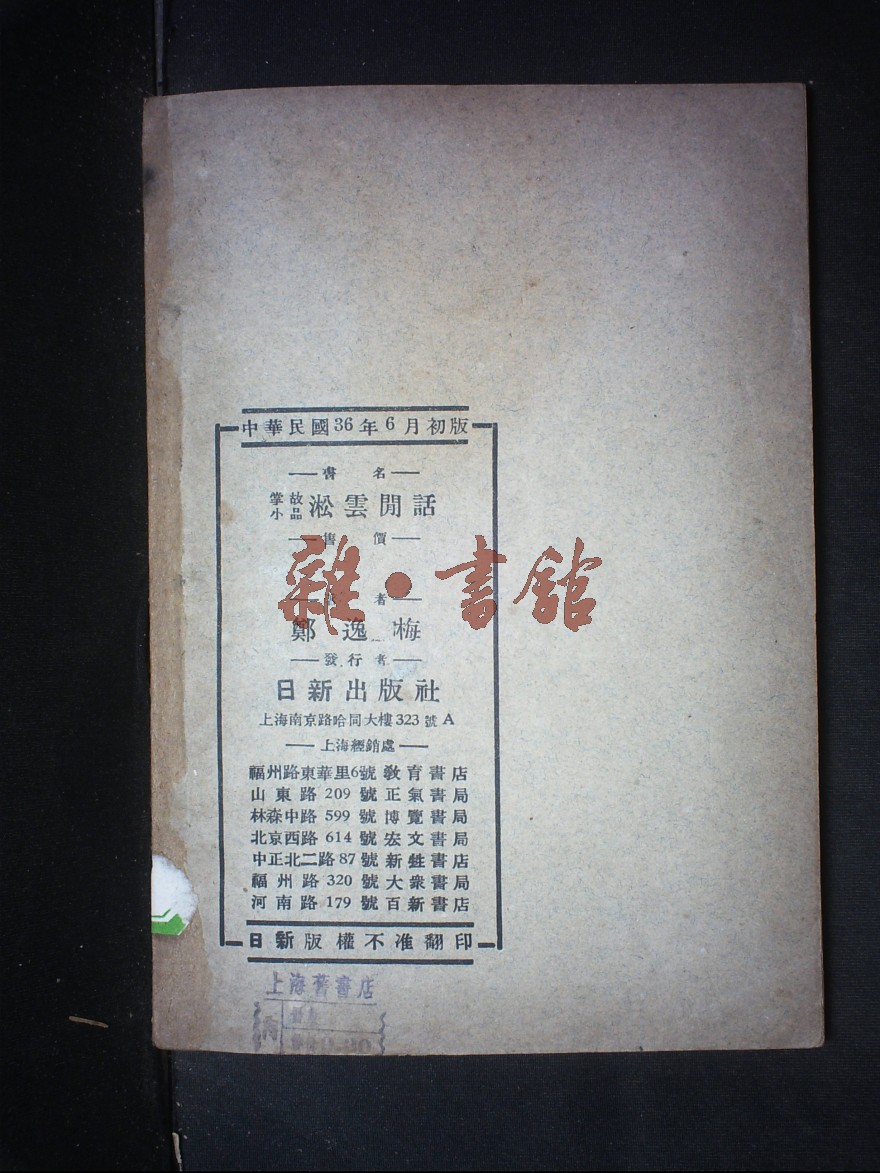 中華民國36年6月初版
書名
掌故
小品
淞雲閒話
售價
者
鄭逸梅
發行者
日新出版社
上海南京路哈同大樓323號A
上海經銷處
福州路東華里6號教育書店
山東路209號正氣書局
林森中路599號博覽書局
北京西路614號宏文書局
中正北二路87號新甡書店
福州路320號大衆書局
河南路179號百新書店
日新版權不准翻印
雜·書館
上海舊書店